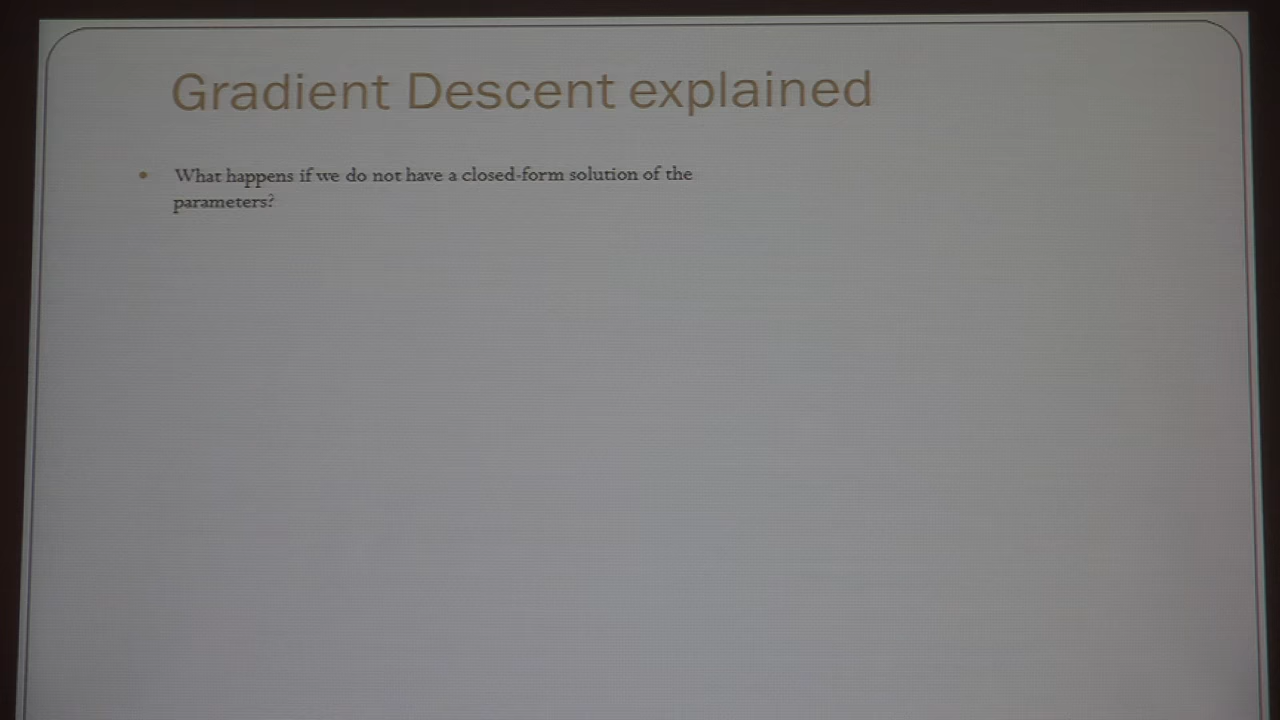 Gradient Descent explained
• What happens if we do not have a closed-form solution of the
parameters?